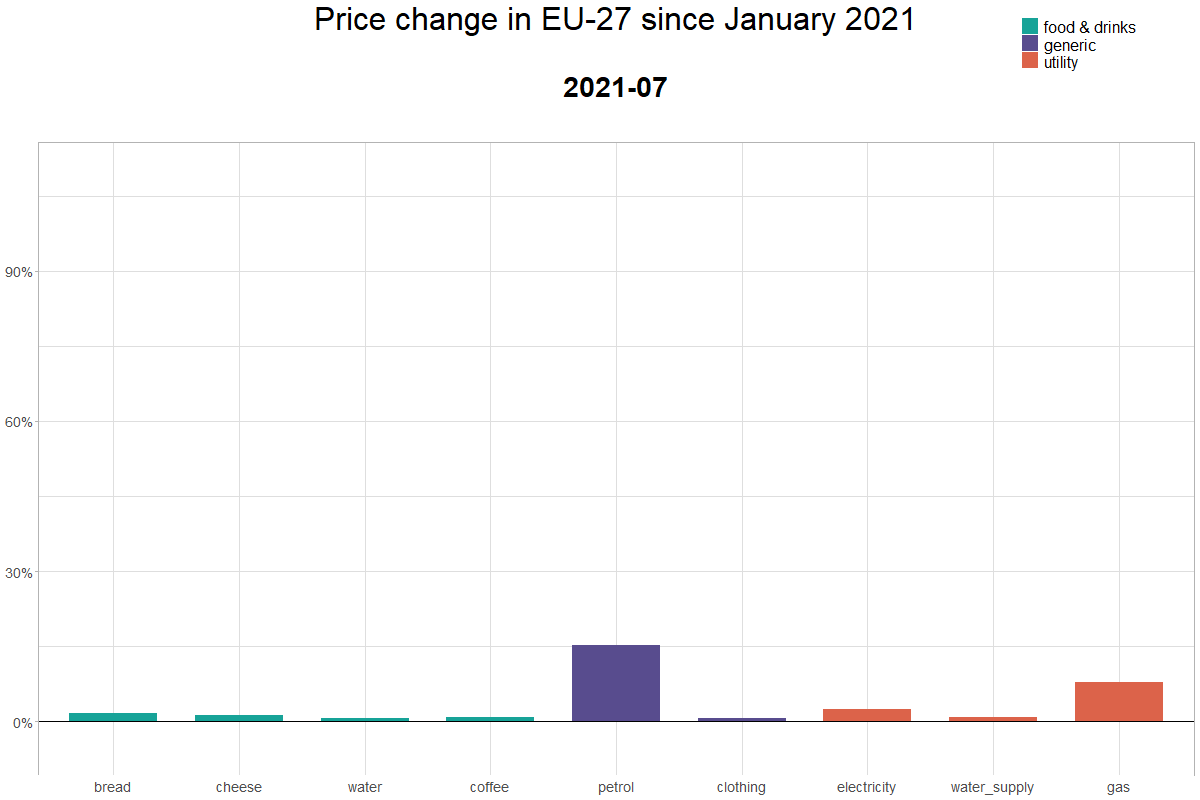 Price change in EU-27 since January 2021
food & drinks
generic
utility
2021-07
90%
60%
30%
0%
bread cheese water coffee petrol clothing electricity water_supply gas